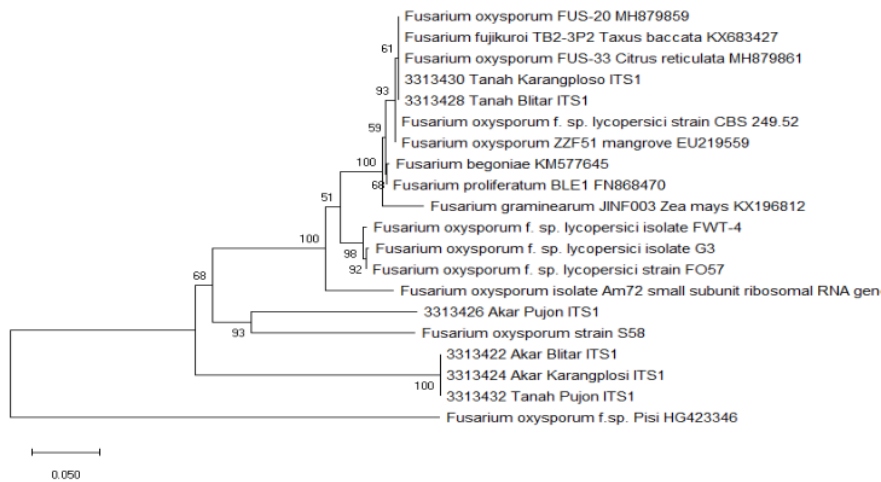 Fusarium oxysporum FUS-20 MH879859
Fusarium fujikuroi TB2-3P2 Taxus baccata KX683427
61
Fusarium oxysporum FUS-33 Citrus reticulata MH879861
3313430 Tanah Karangploso ITS1
93
3313428 Tanah Blitar ITS1
Fusarium oxysporum f. sp. lycopersici strain CBS 249.52
59
Fusarium oxysporum ZZF51 mangrove EU219559
100
Fusarium begoniae KM577645
68
Fusarium proliferatum BLE1 FN868470
51
Fusarium graminearum JINF003 Zea mays KX196812
Fusarium oxysporum f. sp. lycopersici isolate FWT-4
100
98
Fusarium oxysporum f. sp. lycopersici isolate G3
92
Fusarium oxysporum f. sp. lycopersici strain FO57
68
Fusarium oxysporum isolate Am72 small subunit ribosomal RNA gen
3313426 Akar Pujon ITS1
93
Fusarium oxysporum strain S58
3313422 Akar Blitar ITS1
3313424 Akar Karangplosi ITS1
100
3313432 Tanah Pujon ITS1
Fusarium oxysporum f.sp. Pisi HG423346
0.050